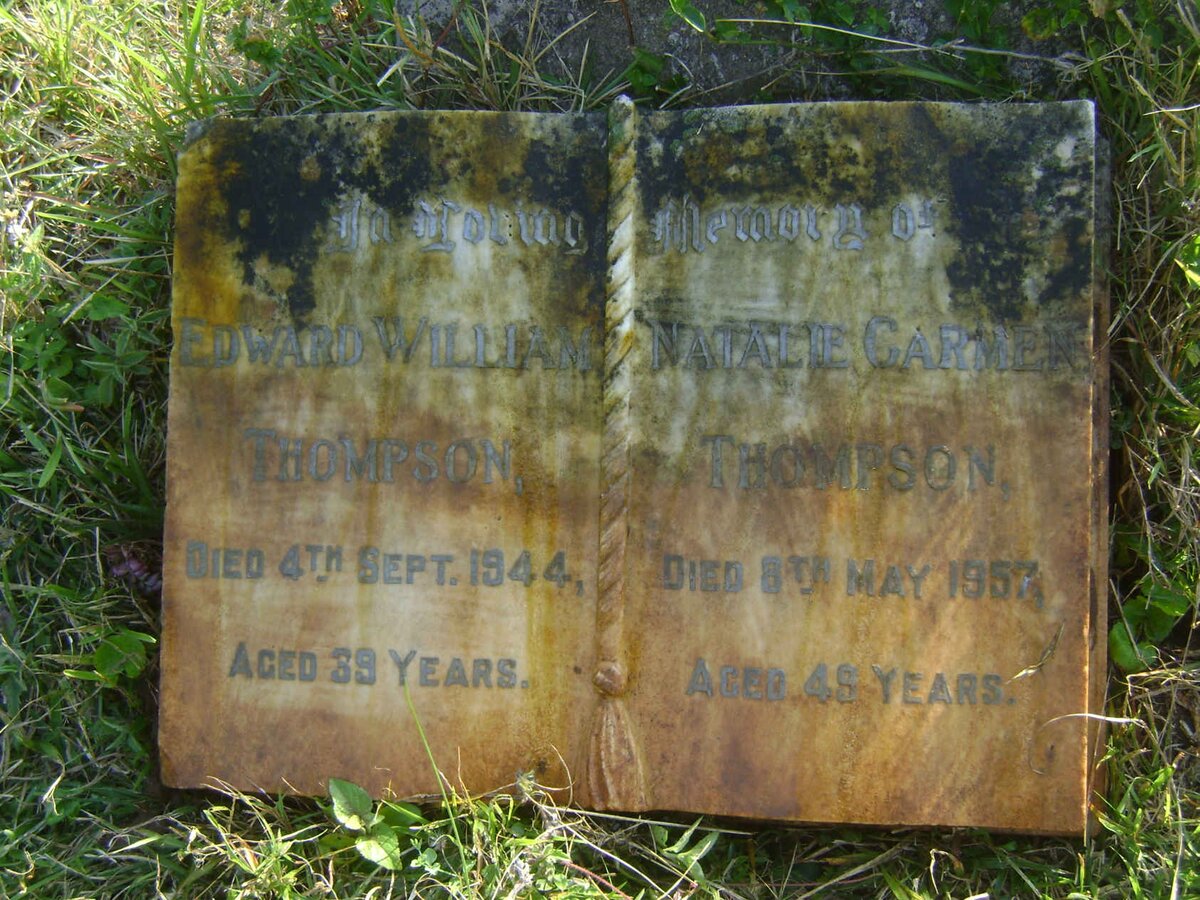 In Loving Memory of
Edward William
Thompson,
Died 4th Sept. 1944,
Aged 39 Years.
Natalie Carmen
Thompson,
Died 8th May 1957,
Aged 49 Years.